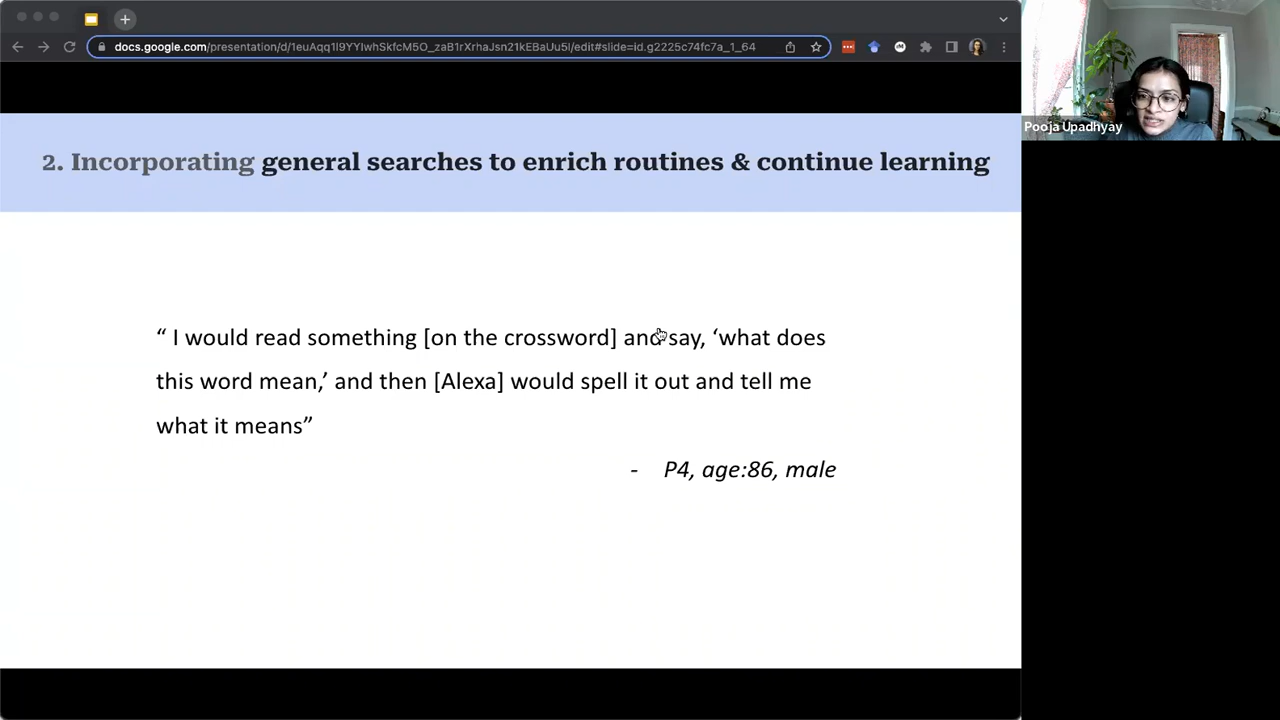 docs.google.com/presentation/d/1euAqq1I9YYIwhSkfcM5O_zaB1rXrhaJsn21kEBaUu5I/edit#slide=id.g2225c74fc7a_1_64
Pooja Upadhyay
2. Incorporating general searches to enrich routines & continue learning
“ I would read something [on the crossword] and say, ‘what does
this word mean,’ and then [Alexa] would spell it out and tell me
what it means”
- P4, age:86, male